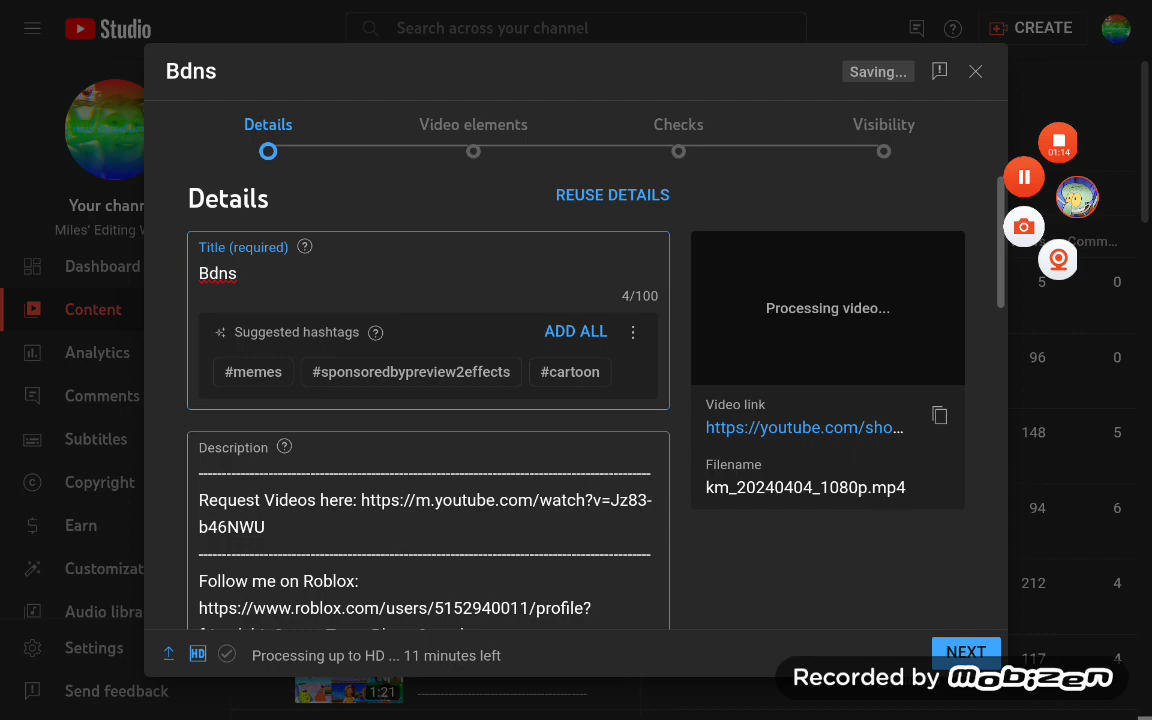 Studio
Search across your channel
CREATE
Bdns
Saving...
Details
Video elements
Checks
Visibility
01:14
Details
REUSE DETAILS
Your chann
Miles' Editing W
Title (required)
Bdns
4/100
Suggested hashtags
ADD ALL
#memes
#sponsoredbypreview2effects
#cartoon
Processing video...
Video link
https://youtube.com/sho...
Filename
km_20240404_1080p.mp4
Description
Request Videos here: https://m.youtube.com/watch?v=Jz83-
b46NWU
Follow me on Roblox:
https://www.roblox.com/users/5152940011/profile?
Dashboard
Content
Analytics
Comments
Subtitles
Copyright
Earn
Customizat
Audio libra
Settings
Send feedback
Comm...
5 0
96 0
148 5
94 6
212 4
117 4
HD
Processing up to HD ... 11 minutes left
NEXT
1:21
Recorded by mobizen